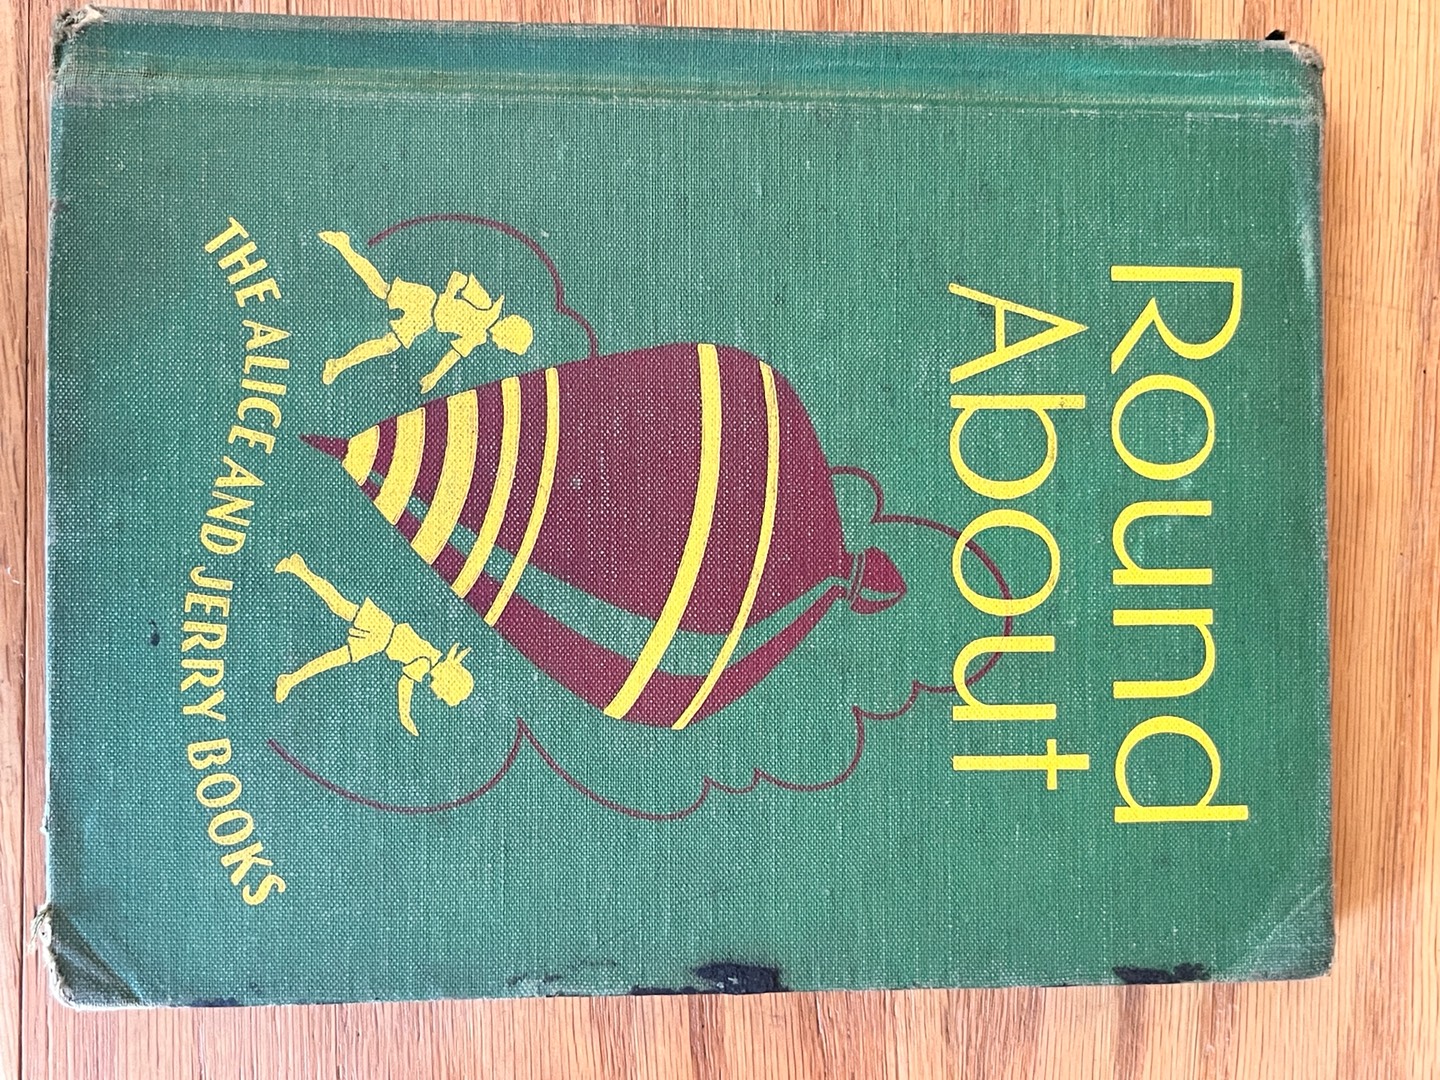 Round
About
THE ALICE AND JERRY BOOKS